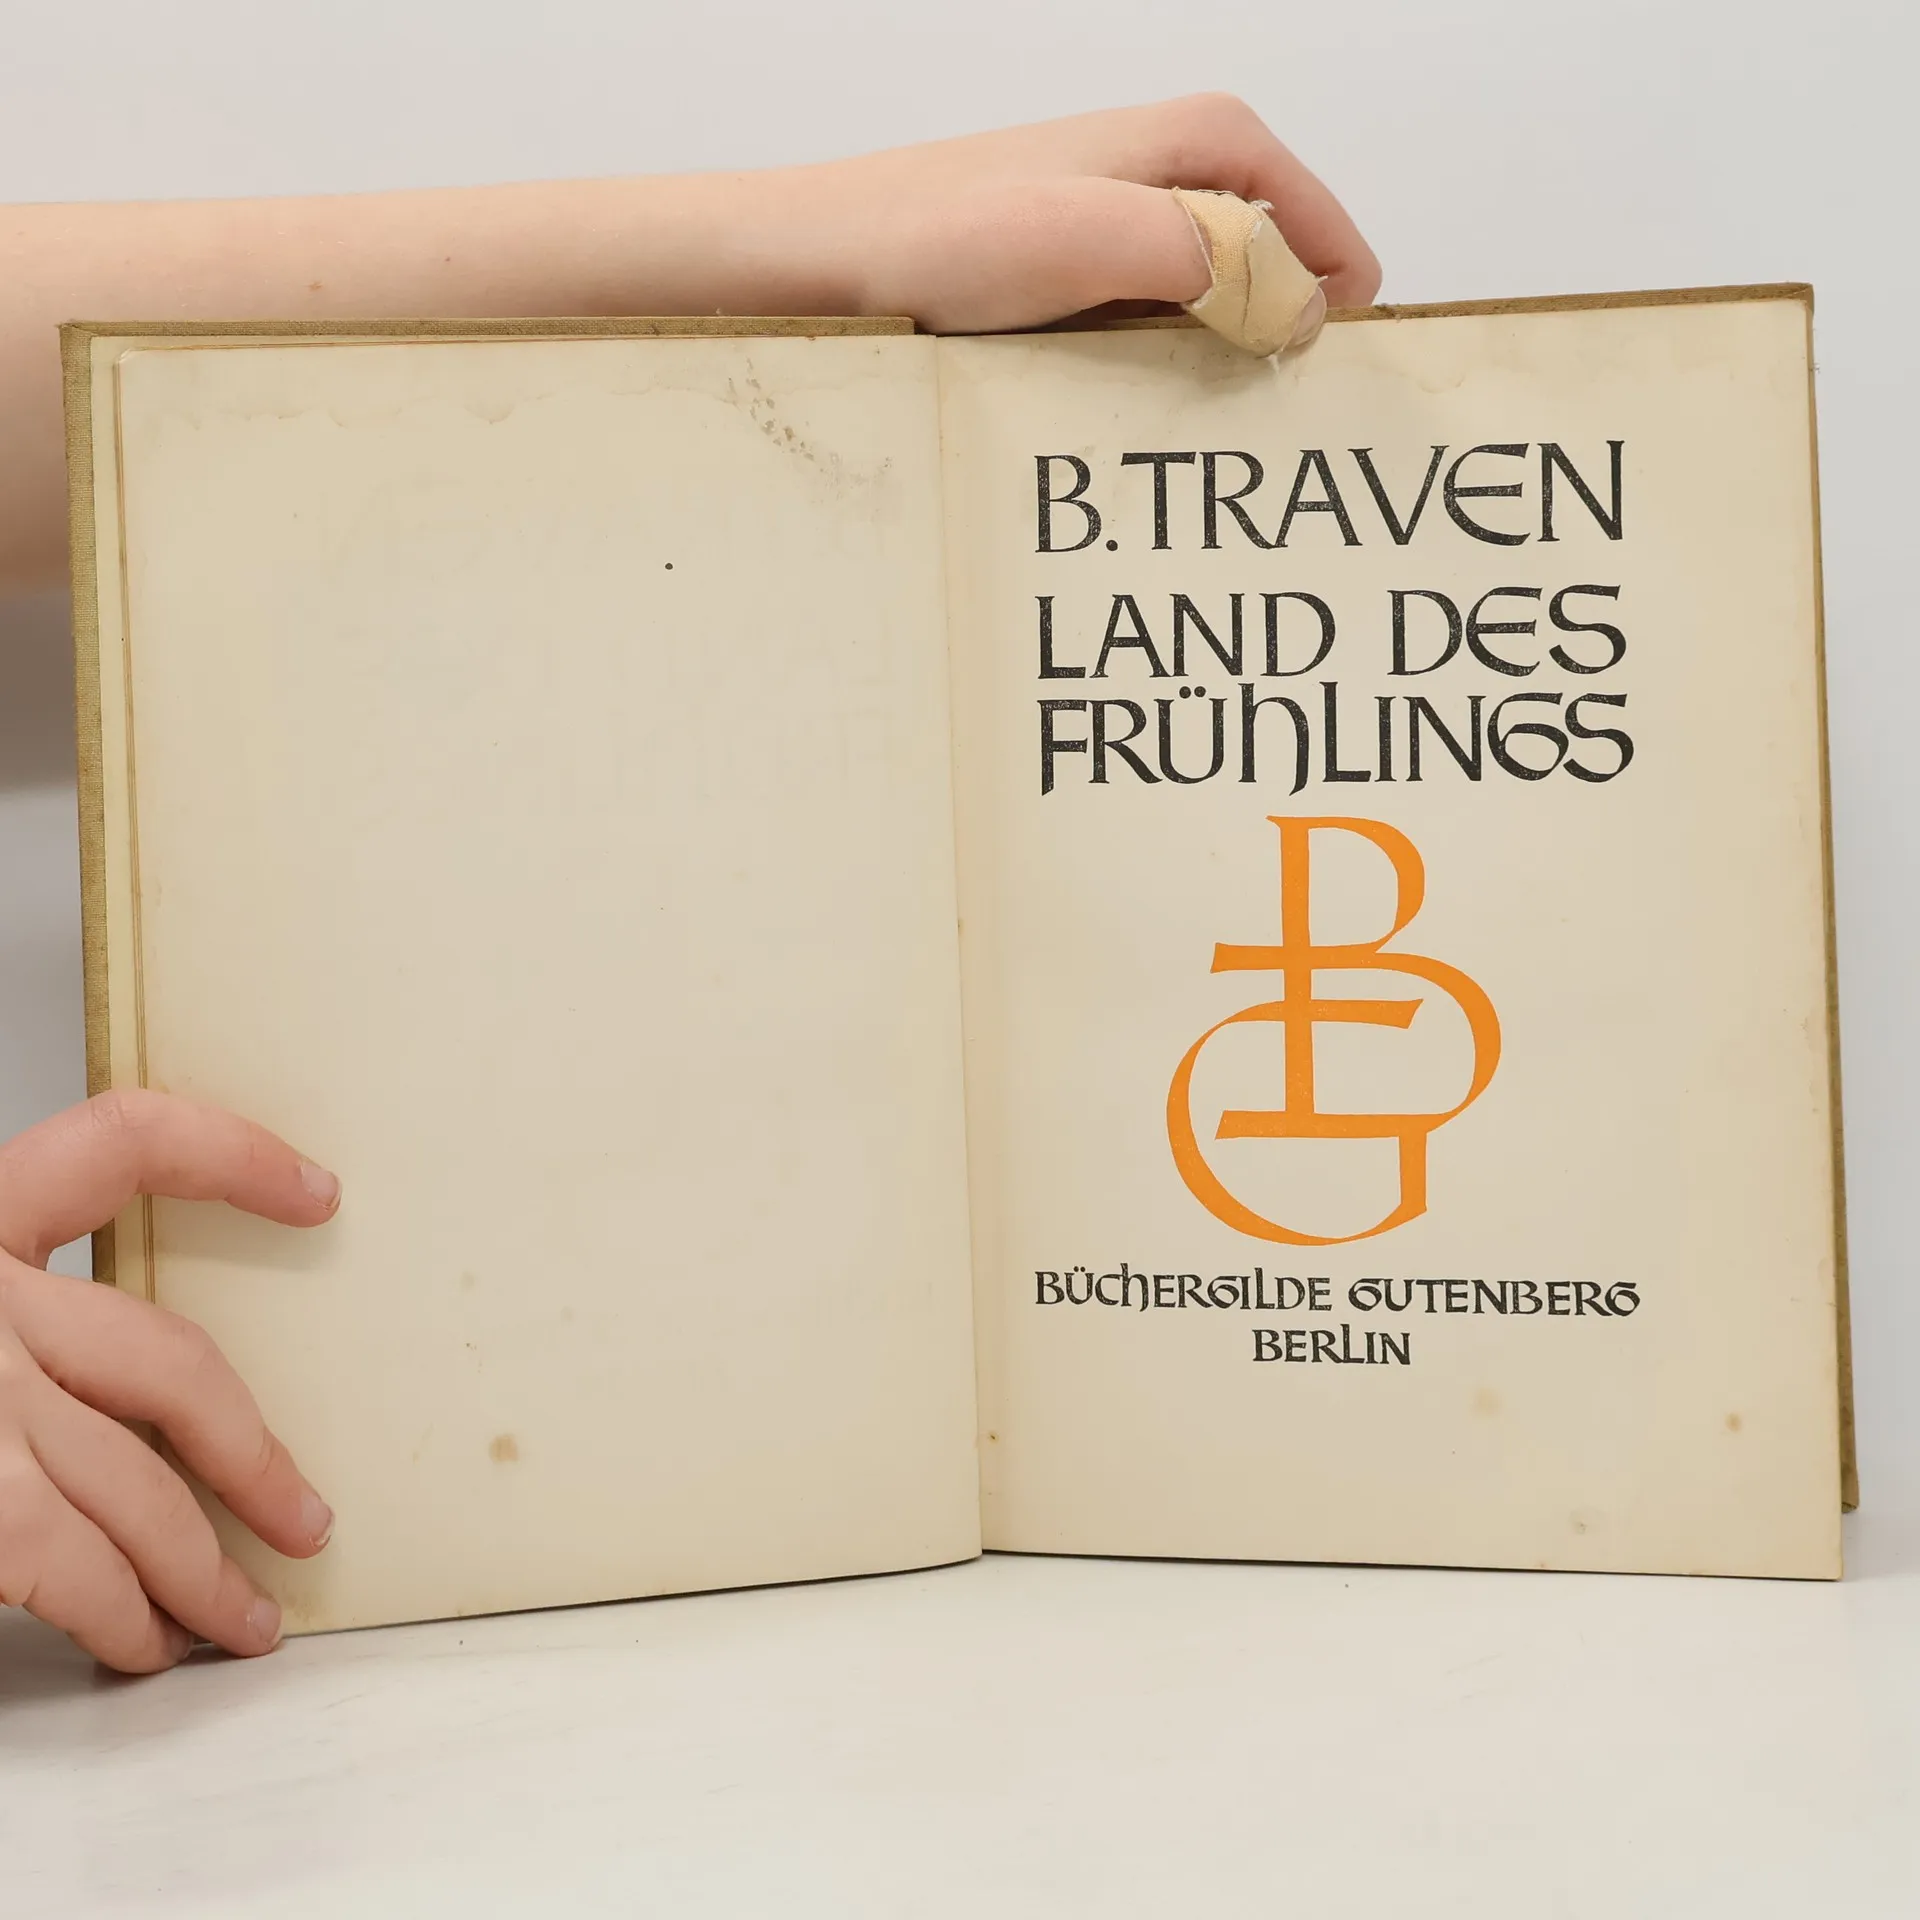 B. TRAVEN
LAND DES
FRÜHLINGS
BG
BÜCHERGILDE GUTENBERG
BERLIN